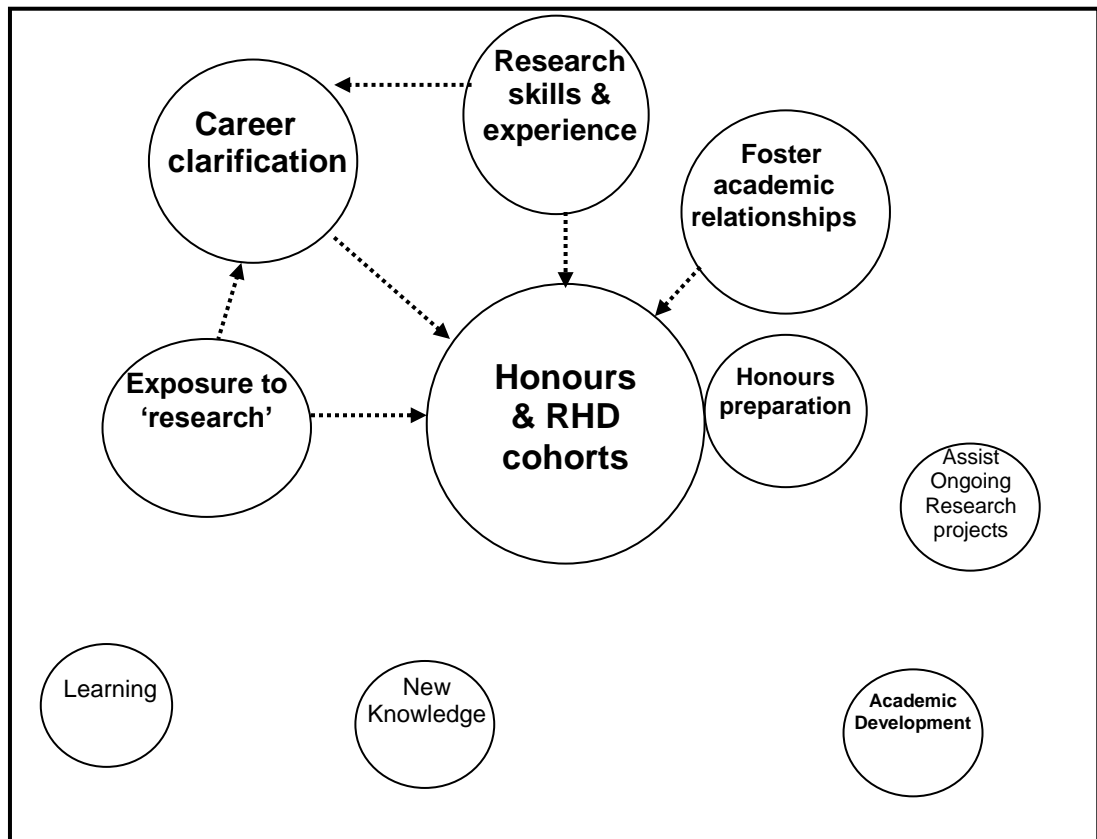 Research
skills &
experience
Career
clarification
Foster
academic
relationships
Exposure to
‘research’
Honours
& RHD
cohorts
Honours
preparation
Assist
Ongoing
Research
projects
Learning
New
Knowledge
Academic
Development